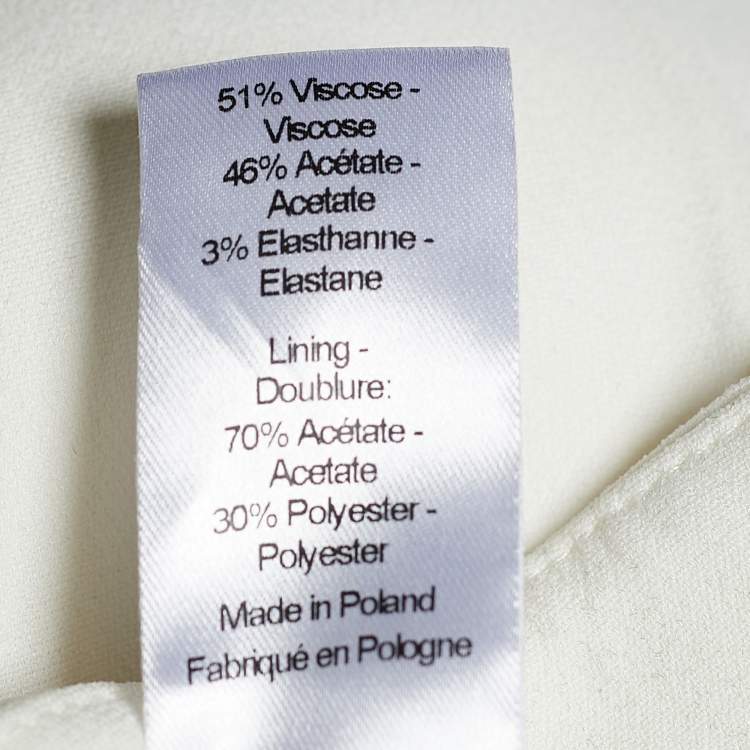 51% Viscose -
Viscose
46% Acétate -
Acetate
3% Elasthanne -
Elastane
Lining -
Doublure:
70% Acétate -
Acetate
30% Polyester -
Polyester
Made in Poland
Fabriqué en Pologne